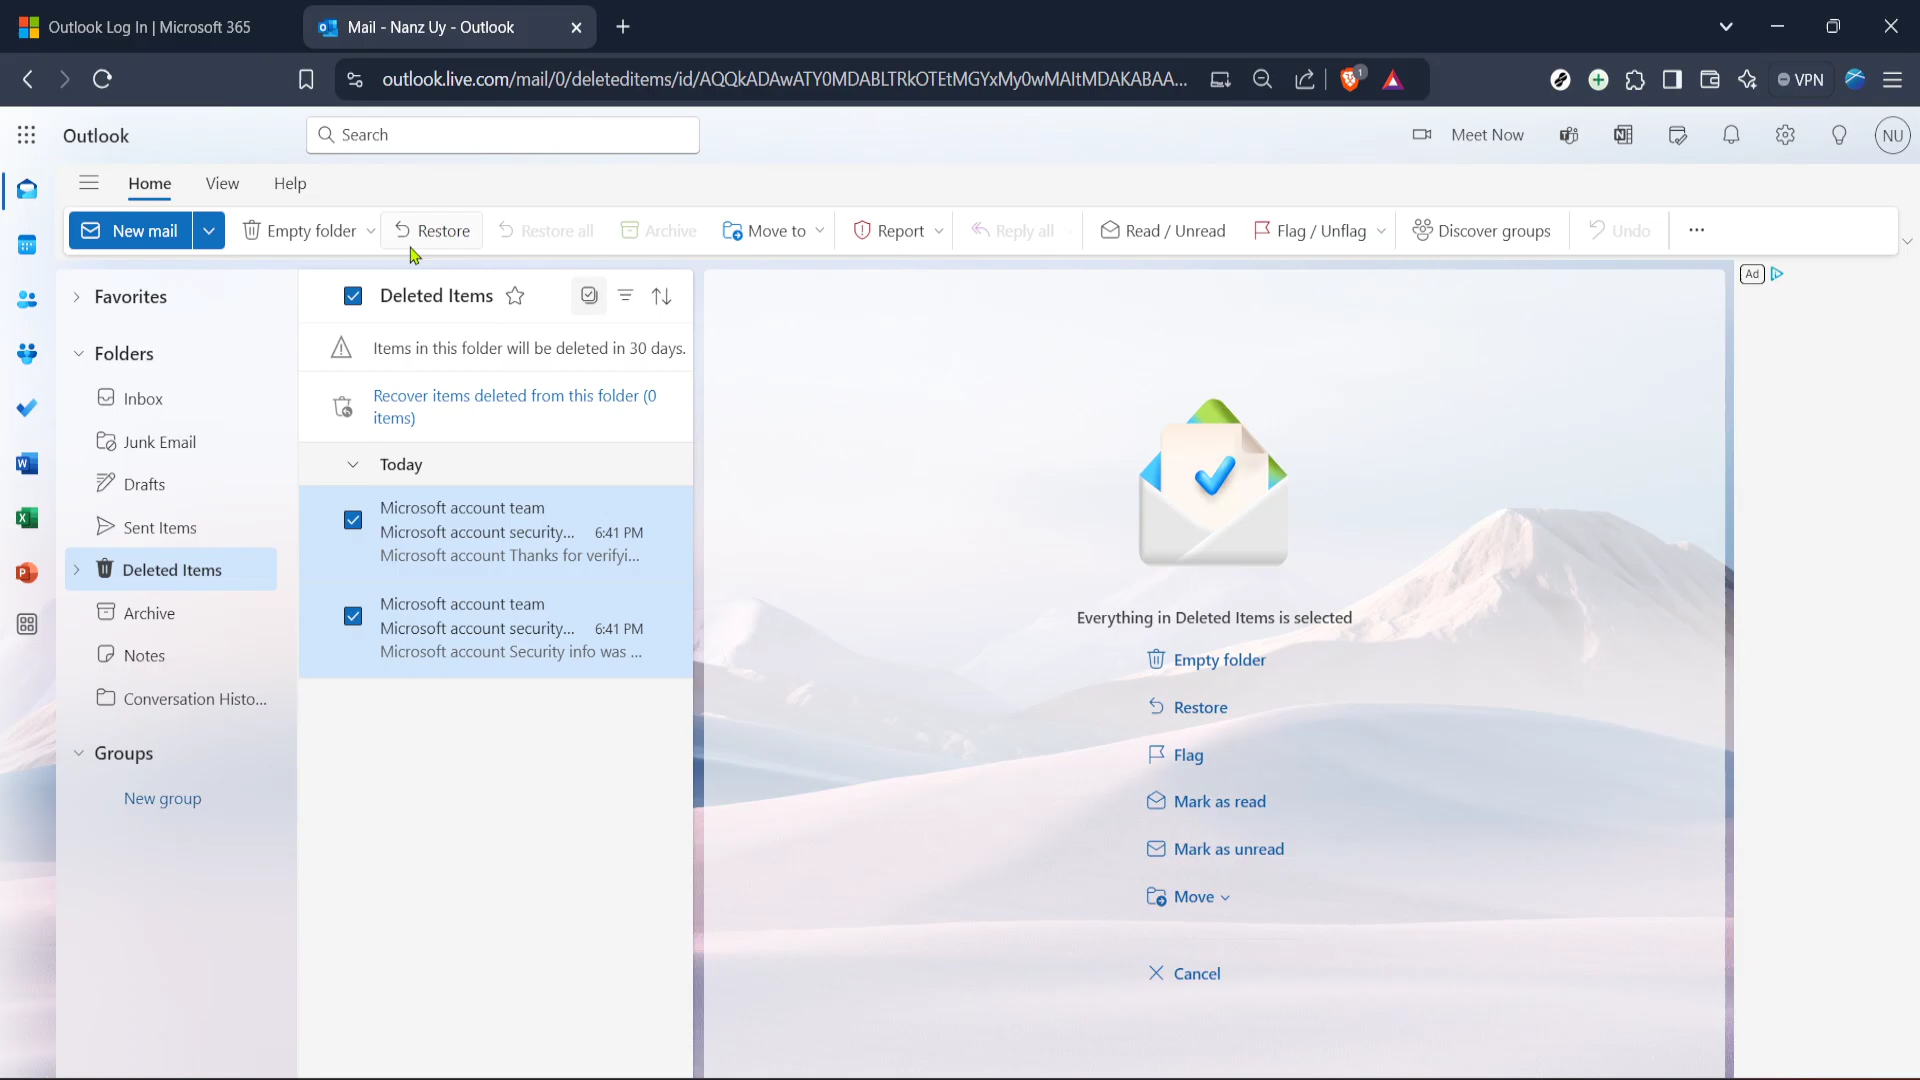 Outlook Log In | Microsoft 365
Mail - Nanz Uy - Outlook
outlook.live.com/mail/0/deleteditems/id/AQQkADAwATY0MDABLTRkOTEtMGYxMy0wMAItMDAKABAA...
1
VPN
Outlook
Search
Meet Now
NU
Home
View
Help
New mail
Empty folder
Restore
Restore all
Archive
Move to
Report
Reply all
Read / Unread
Flag / Unflag
Discover groups
Undo
...
Favorites
Folders
Inbox
Junk Email
Drafts
Sent Items
Deleted Items
Archive
Notes
Conversation Histo...
Groups
New group
Deleted Items
Items in this folder will be deleted in 30 days.
Recover items deleted from this folder (0
items)
Today
Microsoft account team
Microsoft account security... 6:41 PM
Microsoft account Thanks for verifyi...
Microsoft account team
Microsoft account security... 6:41 PM
Microsoft account Security info was ...
Everything in Deleted Items is selected
Empty folder
Restore
Flag
Mark as read
Mark as unread
Move
Cancel
Ad